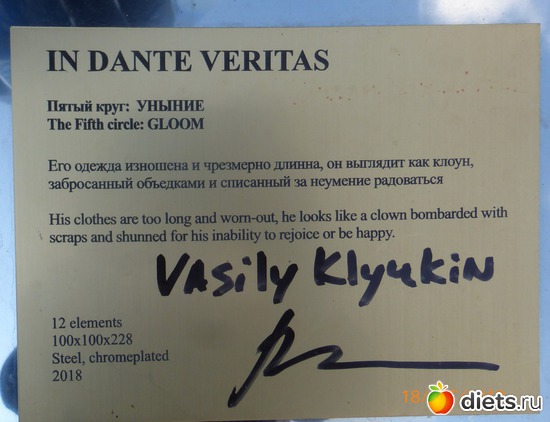 IN DANTE VERITAS
Пятый круг: УНЫНИЕ
The Fifth circle: GLOOM
Его одежда изношена и чрезмерно длинна, он выглядит как клоун,
забросанный объедками и списанный за неумение радоваться
His clothes are too long and worn-out, he looks like a clown bombarded with
scraps and shunned for his inability to rejoice or be happy.
VASily KlyukiN
12 elements
100x100x228
Steel, chromeplated
2018
diets.ru